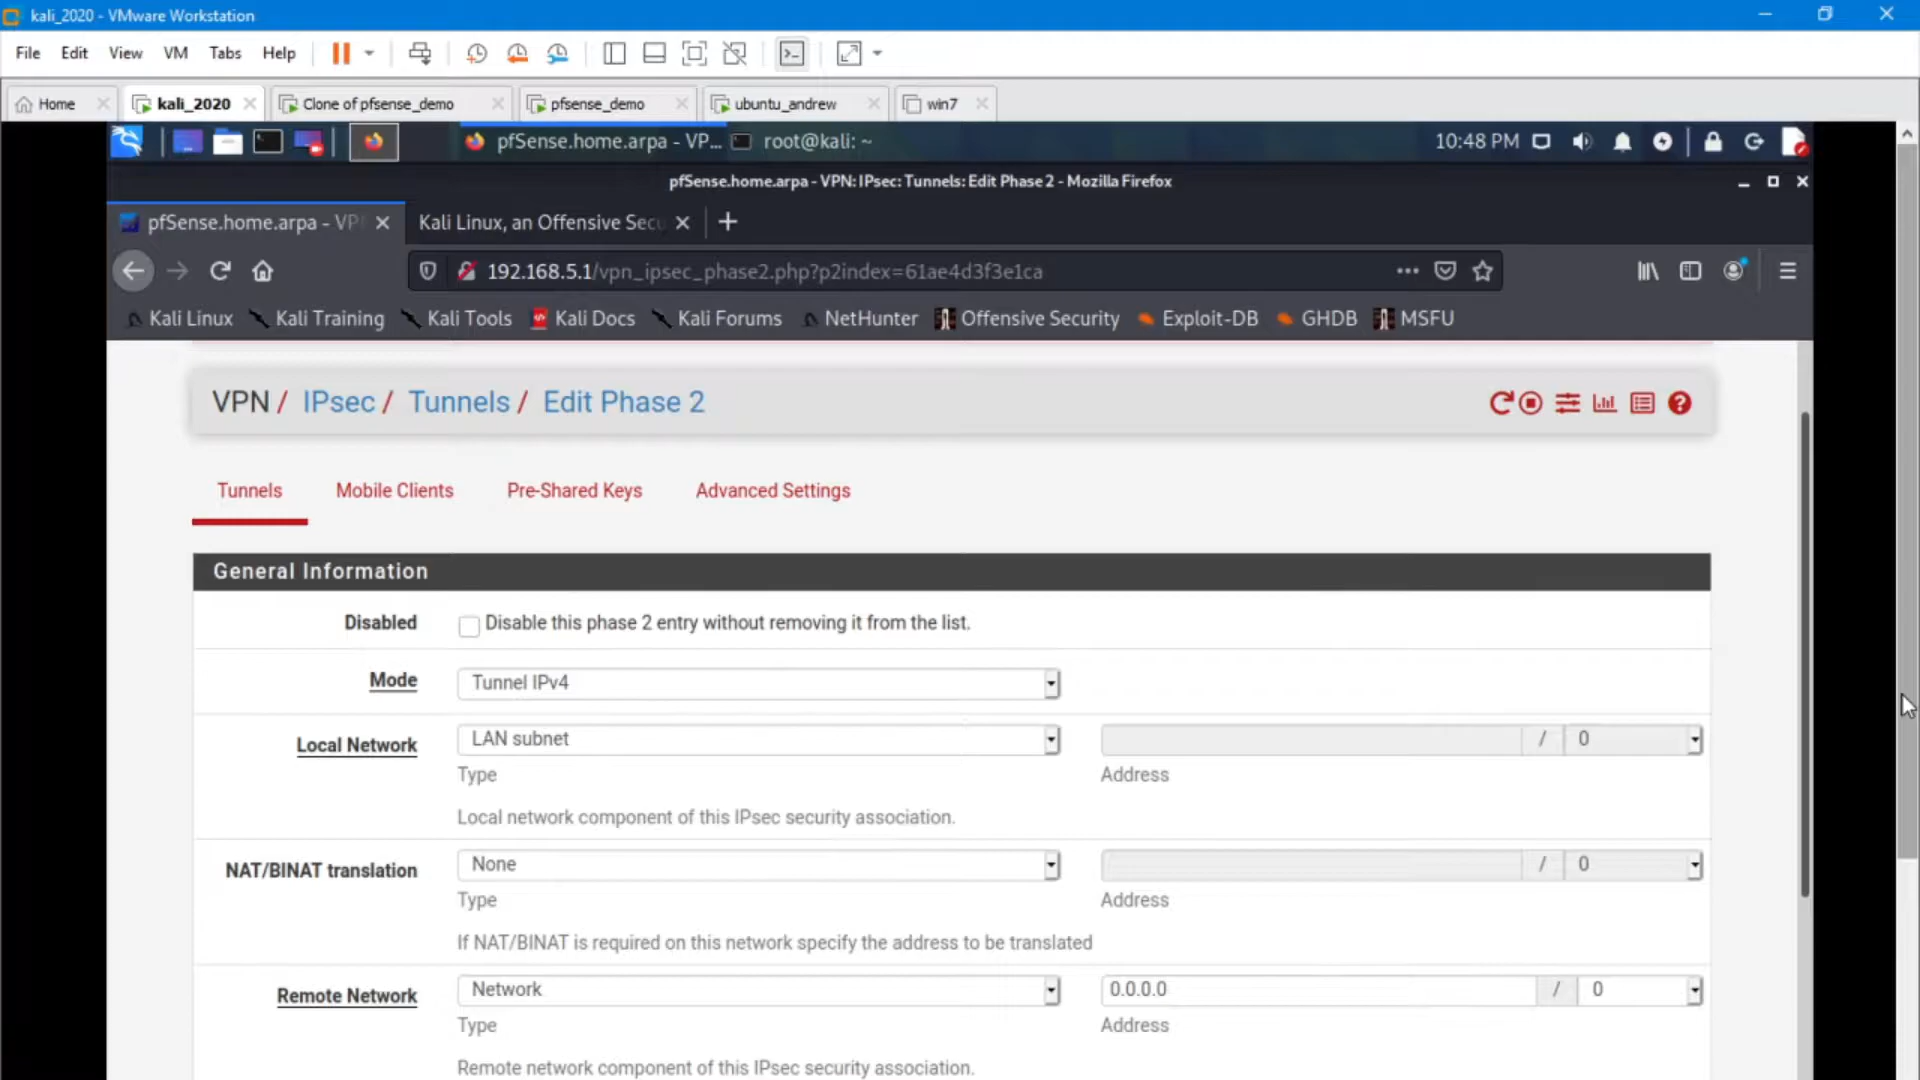 kali_2020 - VMware Workstation
File Edit View VM Tabs Help
Home kali_2020 Clone of pfsense_demo pfsense_demo ubuntu_andrew win7
pfSense.home.arpa - VP... root@kali: ~ 10:48 PM
pfSense.home.arpa - VPN: IPsec: Tunnels: Edit Phase 2 - Mozilla Firefox
pfSense.home.arpa - VP Kali Linux, an Offensive Secu
192.168.5.1/vpn_ipsec_phase2.php?p2index=61ae4d3f3e1ca
Kali Linux Kali Training Kali Tools Kali Docs Kali Forums NetHunter Offensive Security Exploit-DB GHDB MSFU
VPN / IPsec / Tunnels / Edit Phase 2
Tunnels Mobile Clients Pre-Shared Keys Advanced Settings
General Information
Disabled Disable this phase 2 entry without removing it from the list.
Mode Tunnel IPv4
Local Network LAN subnet / 0
Type Address
Local network component of this IPsec security association.
NAT/BINAT translation None / 0
Type Address
If NAT/BINAT is required on this network specify the address to be translated
Remote Network Network 0.0.0.0 / 0
Type Address
Remote network component of this IPsec security association.